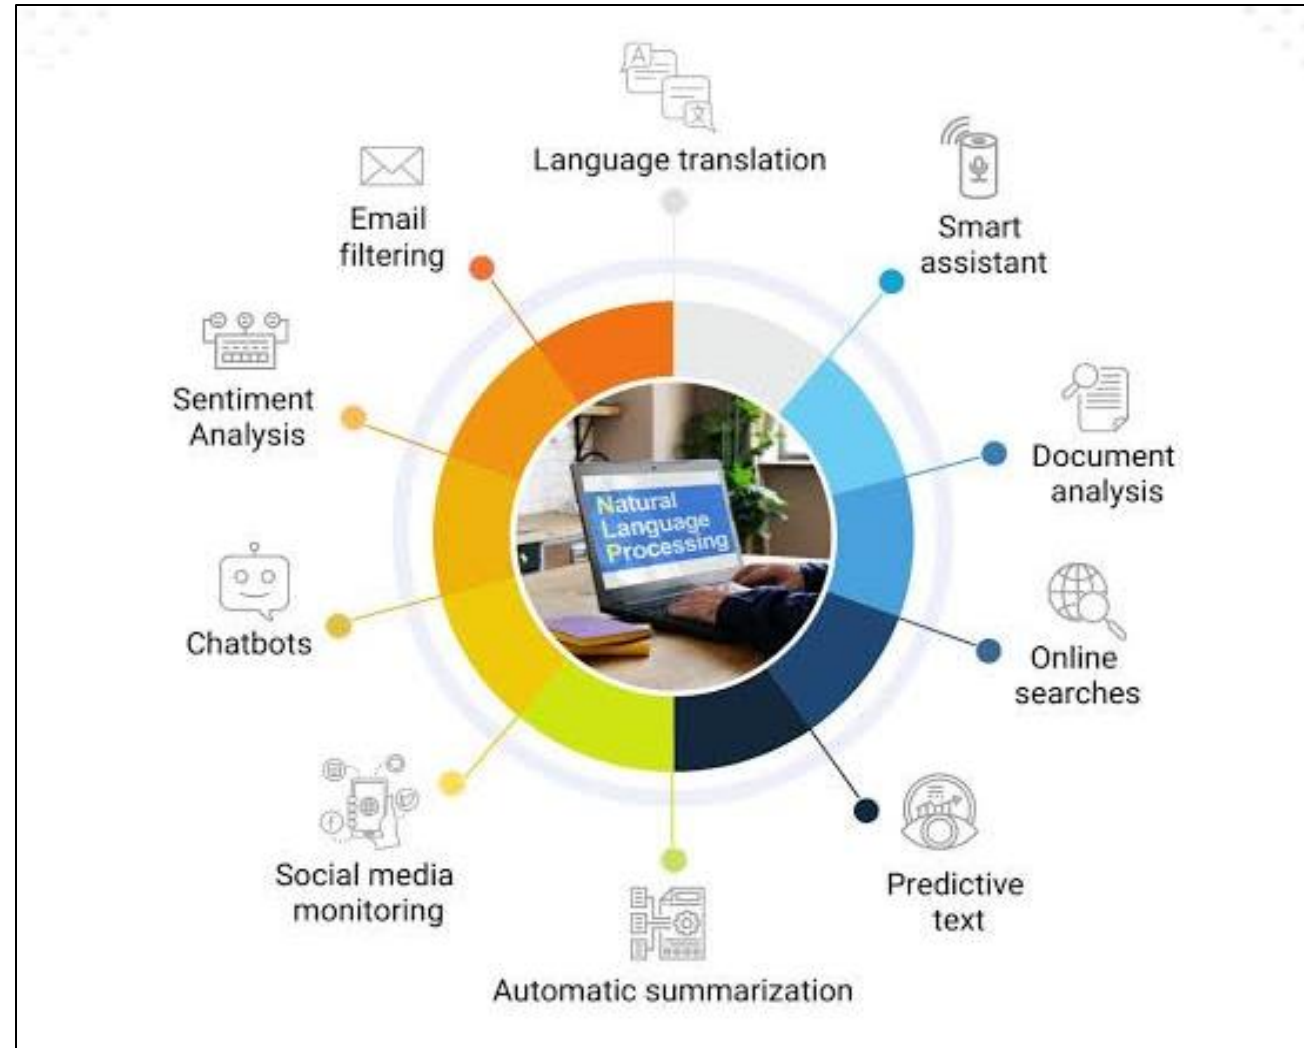 A
文
Language translation
Smart
assistant
Document
analysis
Online
searches
Predictive
text
Automatic summarization
Social media
monitoring
f
Chatbots
Sentiment
Analysis
Email
filtering
Natural
Language
Processing